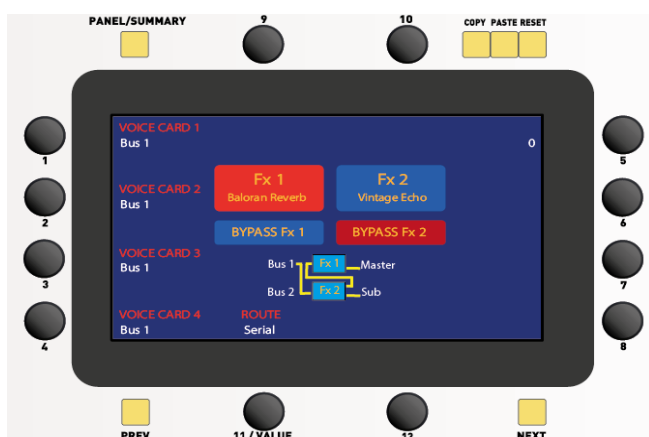 PANEL/SUMMARY
9
10
COPY PASTE RESET
VOICE CARD 1
Bus 1
0
1
5
Fx 1
Baloran Reverb
Fx 2
Vintage Echo
VOICE CARD 2
Bus 1
2
6
BYPASS Fx 1
BYPASS Fx 2
VOICE CARD 3
Bus 1
Bus 1
Fx 1
Master
3
7
Bus 2
Fx 2
Sub
VOICE CARD 4
Bus 1
ROUTE
Serial
4
8
PREV
11 / VALUE
12
NEXT